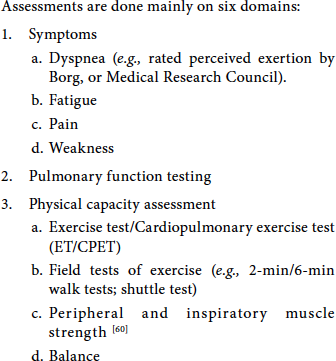 Assessments are done mainly on six domains:
1. Symptoms
a. Dyspnea (e.g., rated perceived exertion by
Borg, or Medical Research Council).
b. Fatigue
c. Pain
d. Weakness
2. Pulmonary function testing
3. Physical capacity assessment
a. Exercise test/Cardiopulmonary exercise test
(ET/CPET)
b. Field tests of exercise (e.g., 2-min/6-min
walk tests; shuttle test)
c. Peripheral and inspiratory muscle
strength [60]
d. Balance